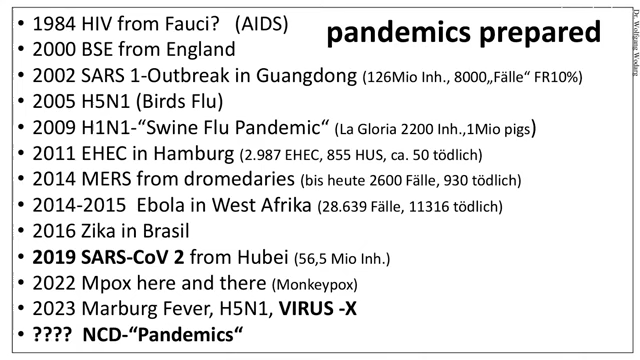 pandemics prepared
• 1984 HIV from Fauci? (AIDS)
• 2000 BSE from England
• 2002 SARS 1-Outbreak in Guangdong (126Mio Inh., 8000„Fälle“ FR10%)
• 2005 H5N1 (Birds Flu)
• 2009 H1N1-“Swine Flu Pandemic“ (La Gloria 2200 Inh.,1Mio pigs)
• 2011 EHEC in Hamburg (2.987 EHEC, 855 HUS, ca. 50 tödlich)
• 2014 MERS from dromedaries (bis heute 2600 Fälle, 930 tödlich)
• 2014-2015 Ebola in West Afrika (28.639 Fälle, 11316 tödlich)
• 2016 Zika in Brasil
• 2019 SARS-CoV 2 from Hubei (56,5 Mio Inh.)
• 2022 Mpox here and there (Monkeypox)
• 2023 Marburg Fever, H5N1, VIRUS -X
• ???? NCD-“Pandemics“
Dr. Wolfgang Wodarg